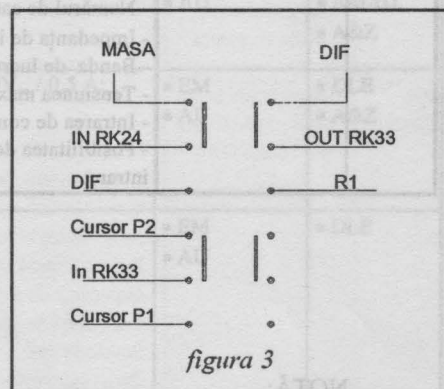 MASA DIF
IN RK24 OUT RK33
DIF R1
Cursor P2
In RK33
Cursor P1
figura 3